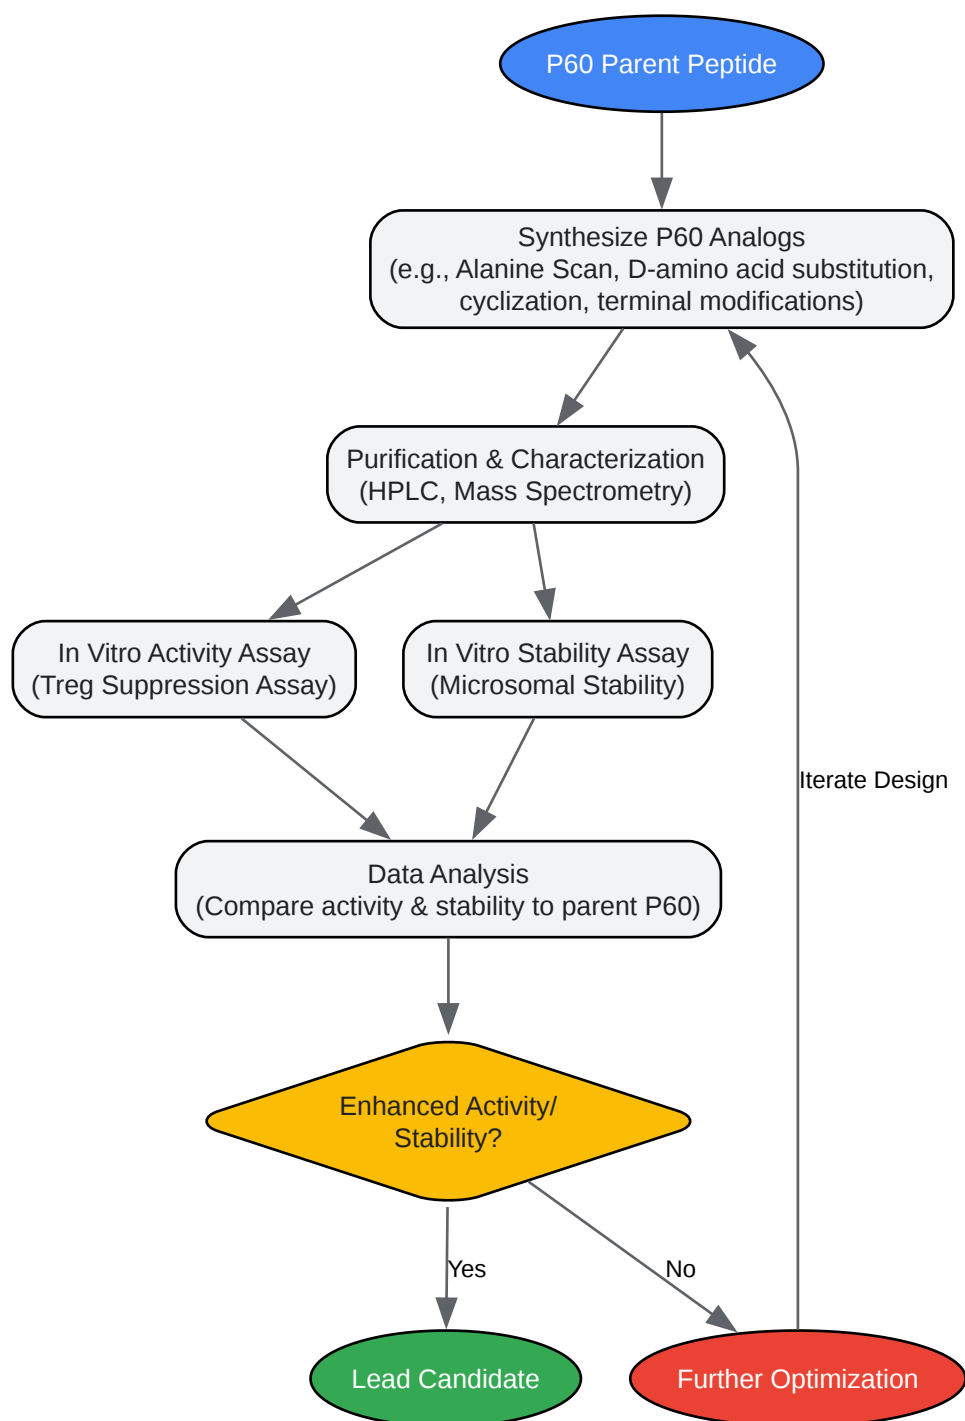 P60 Parent Peptide
Synthesize P60 Analogs
(e.g., Alanine Scan, D-amino acid substitution,
cyclization, terminal modifications)
Purification & Characterization
(HPLC, Mass Spectrometry)
In Vitro Activity Assay
(Treg Suppression Assay)
In Vitro Stability Assay
(Microsomal Stability)
Iterate Design
Data Analysis
(Compare activity & stability to parent P60)
Enhanced Activity/
Stability?
Yes
No
Lead Candidate
Further Optimization